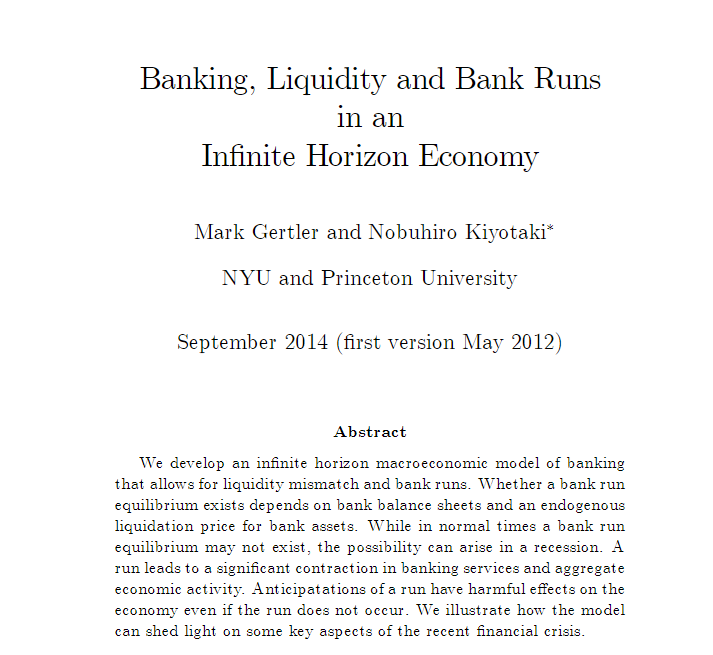 Banking, Liquidity and Bank Runs
in an
Infinite Horizon Economy
Mark Gertler and Nobuhiro Kiyotaki*
NYU and Princeton University
September 2014 (first version May 2012)
Abstract
We develop an infinite horizon macroeconomic model of banking
that allows for liquidity mismatch and bank runs. Whether a bank run
equilibrium exists depends on bank balance sheets and an endogenous
liquidation price for bank assets. While in normal times a bank run
equilibrium may not exist, the possibility can arise in a recession. A
run leads to a significant contraction in banking services and aggregate
economic activity. Anticipatations of a run have harmful effects on the
economy even if the run does not occur. We illustrate how the model
can shed light on some key aspects of the recent financial crisis.